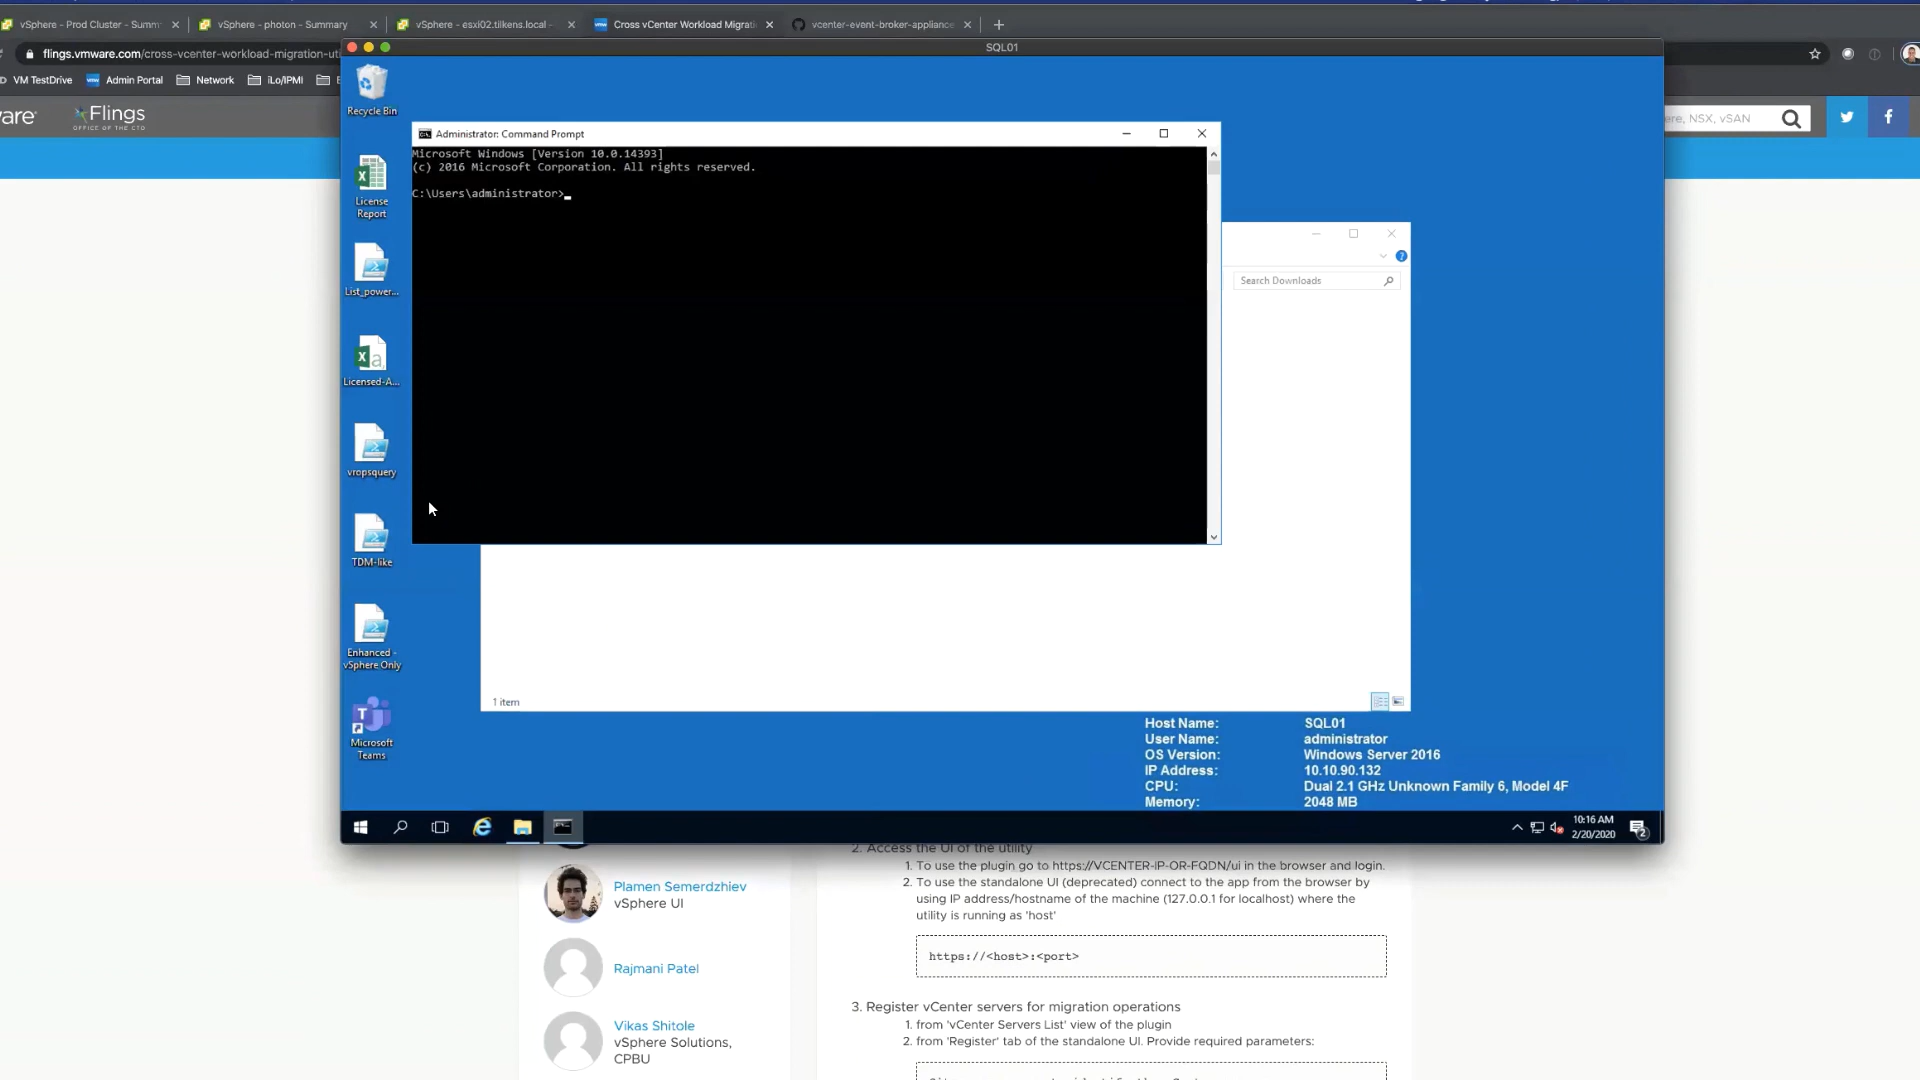 vSphere - Prod Cluster - Summ
vSphere - photon - Summary
vSphere - esxi02.tilkens.local -
Cross vCenter Workload Migrati
vcenter-event-broker-appliance
flings.vmware.com/cross-vcenter-workload-migration-uti
SQL01
VM TestDrive
Admin Portal
Network
iLo/IPMI
are
Flings
OFFICE OF THE CTO
ere, NSX, vSAN
Recycle Bin
License
Report
List_power...
Licensed-A...
vropsquery
TDM-like
Enhanced -
vSphere Only
Microsoft
Teams
Administrator: Command Prompt
Microsoft Windows [Version 10.0.14393]
(c) 2016 Microsoft Corporation. All rights reserved.
C:\Users\administrator>
Search Downloads
1 item
Host Name: SQL01
User Name: administrator
OS Version: Windows Server 2016
IP Address: 10.10.90.132
CPU: Dual 2.1 GHz Unknown Family 6, Model 4F
Memory: 2048 MB
10:16 AM
2/20/2020
2
Plamen Semerdzhiev
vSphere UI
Rajmani Patel
Vikas Shitole
vSphere Solutions,
CPBU
2. Access the UI of the utility
1. To use the plugin go to https://VCENTER-IP-OR-FQDN/ui in the browser and login.
2. To use the standalone UI (deprecated) connect to the app from the browser by
using IP address/hostname of the machine (127.0.0.1 for localhost) where the
utility is running as 'host'
https://<host>:<port>
3. Register vCenter servers for migration operations
1. from 'vCenter Servers List' view of the plugin
2. from 'Register' tab of the standalone UI. Provide required parameters: